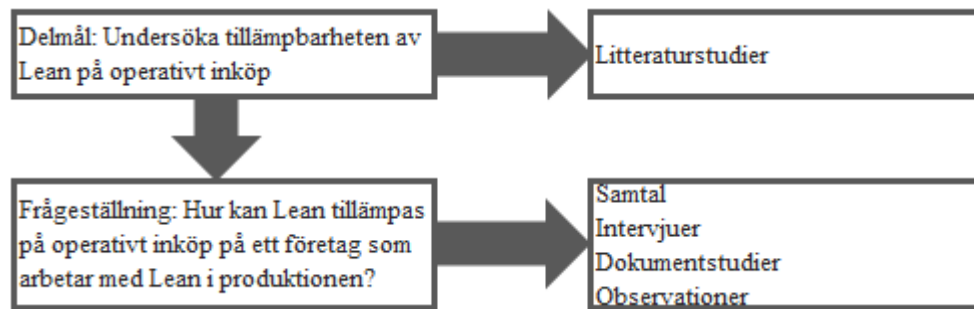 Delmål: Undersöka tillämpbarheten av
Lean på operativt inköp
Litteraturstudier
Frågeställning: Hur kan Lean tillämpas
på operativt inköp på ett företag som
arbetar med Lean i produktionen?
Samtal
Intervjuer
Dokumentstudier
Observationer